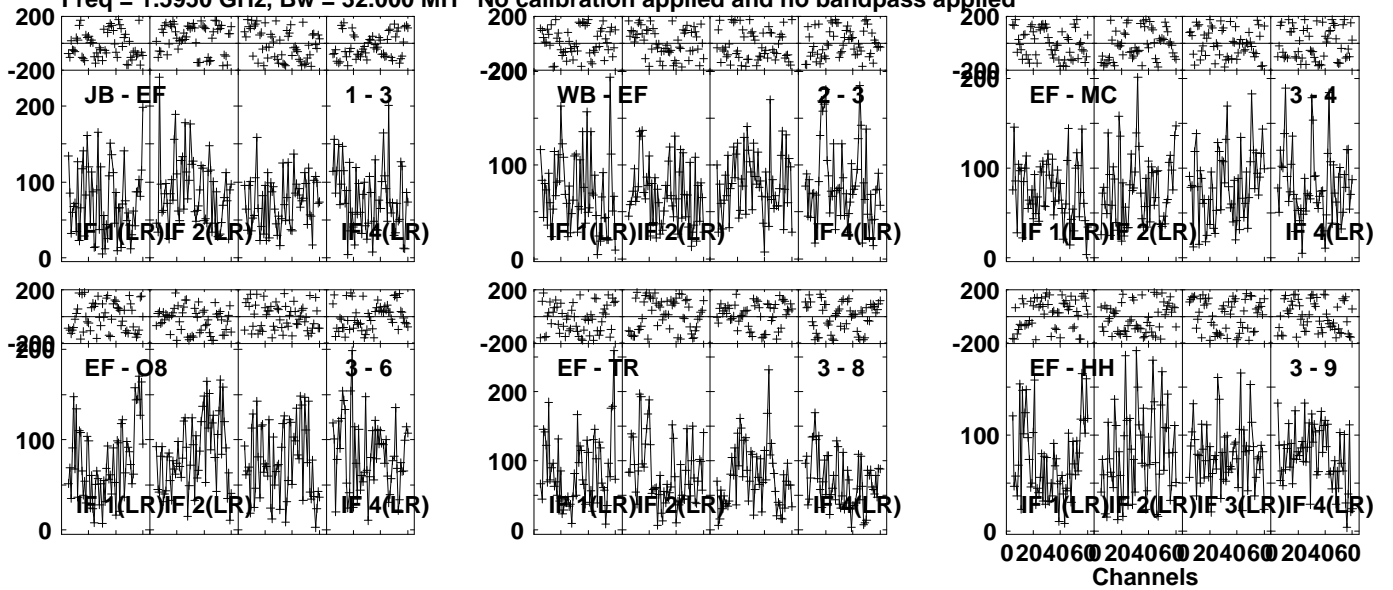 Freq = 1.5950 GHz, Bw = 32.000 MH No calibration applied and no bandpass applied
200 200 200
-200 -200 -200
200 JB - EF 1 - 3 200 WB - EF 2 - 3 200 EF - MC 3 - 4
100 100 100
IF 1(LR) IF 2(LR) IF 4(LR) IF 1(LR) IF 2(LR) IF 4(LR) IF 1(LR) IF 2(LR) IF 4(LR)
0 0 0
200 200 200
-200 -200 -200
200 EF - O8 3 - 6 EF - TR 3 - 8 EF - HH 3 - 9
200
100 100 100
IF 1(LR) IF 2(LR) IF 4(LR) IF 1(LR) IF 2(LR) IF 4(LR) IF 1(LR) IF 2(LR) IF 3(LR) IF 4(LR)
0 0 0
0 20 40 60 0 20 40 60 0 20 40 60 0 20 40 60
Channels